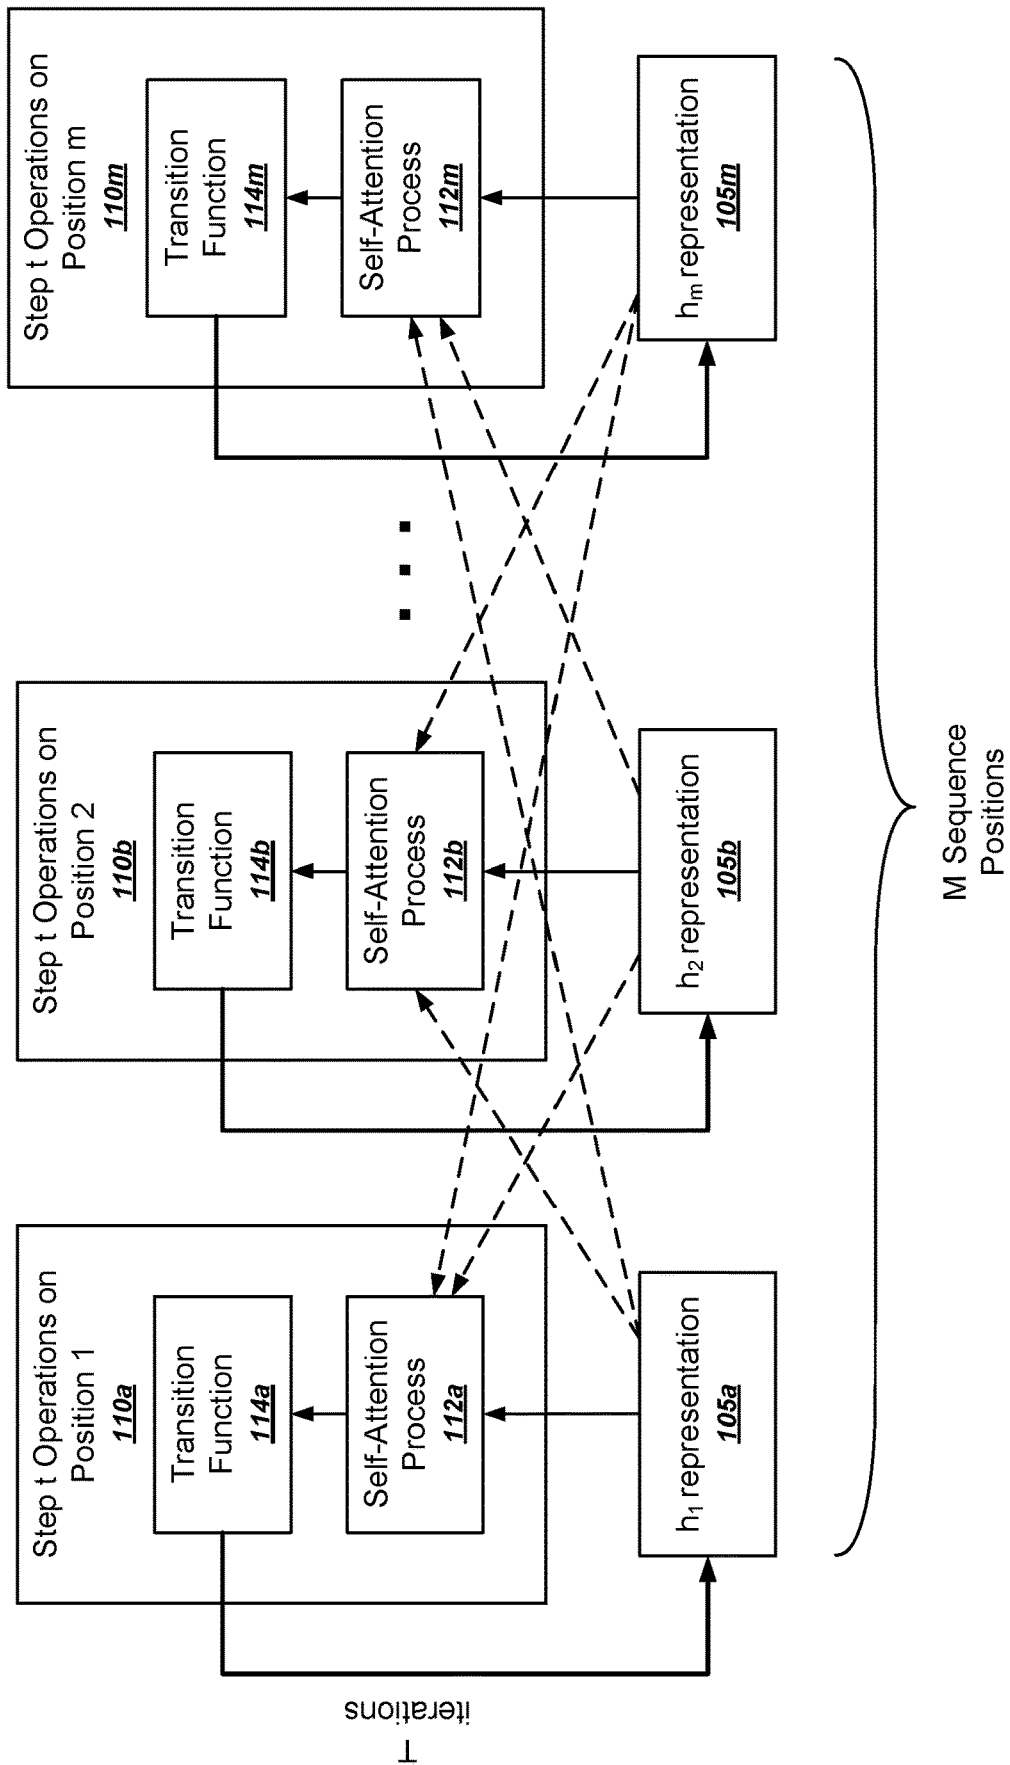 Step t Operations on
Position 1
110a
Transition
Function
114a
Self-Attention
Process
112a
h1 representation
105a
Step t Operations on
Position 2
110b
Transition
Function
114b
Self-Attention
Process
112b
h2 representation
105b
Step t Operations on
Position m
110m
Transition
Function
114m
Self-Attention
Process
112m
hm representation
105m
T
iterations
M Sequence
Positions